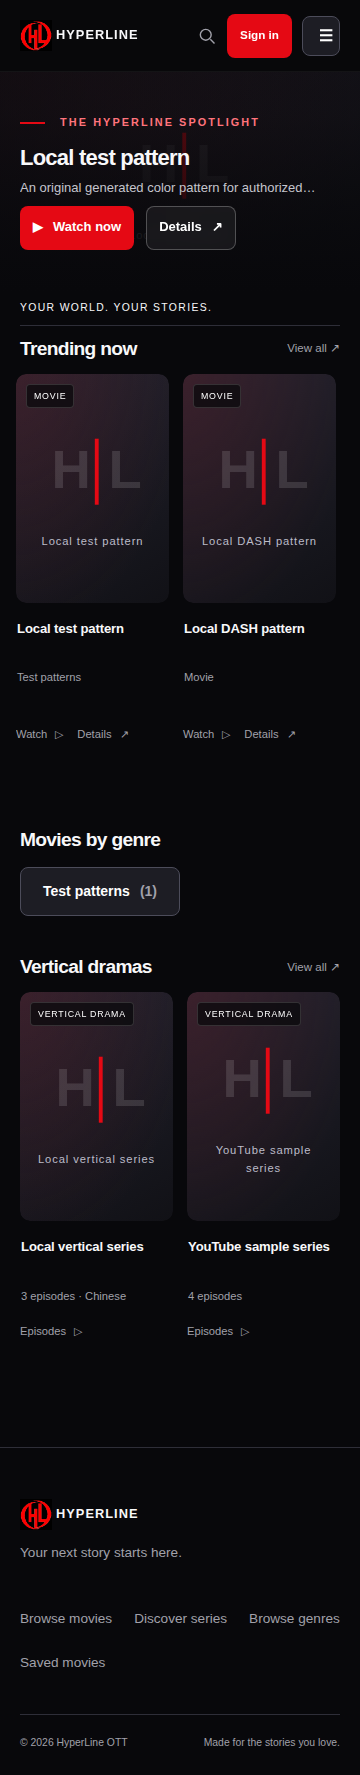 HYPERLINE
Sign in
THE HYPERLINE SPOTLIGHT
Local test pattern
An original generated color pattern for authorized…
▶ Watch now
Details ↗
YOUR WORLD. YOUR STORIES.
Trending now
View all ↗
MOVIE
H|L
Local test pattern
Local test pattern
Test patterns
Watch ▷ Details ↗
MOVIE
H|L
Local DASH pattern
Local DASH pattern
Movie
Watch ▷ Details ↗
Movies by genre
Test patterns (1)
Vertical dramas
View all ↗
VERTICAL DRAMA
H|L
Local vertical series
Local vertical series
3 episodes · Chinese
Episodes ▷
VERTICAL DRAMA
H|L
YouTube sample
series
YouTube sample series
4 episodes
Episodes ▷
HYPERLINE
Your next story starts here.
Browse movies Discover series Browse genres
Saved movies
© 2026 HyperLine OTT
Made for the stories you love.